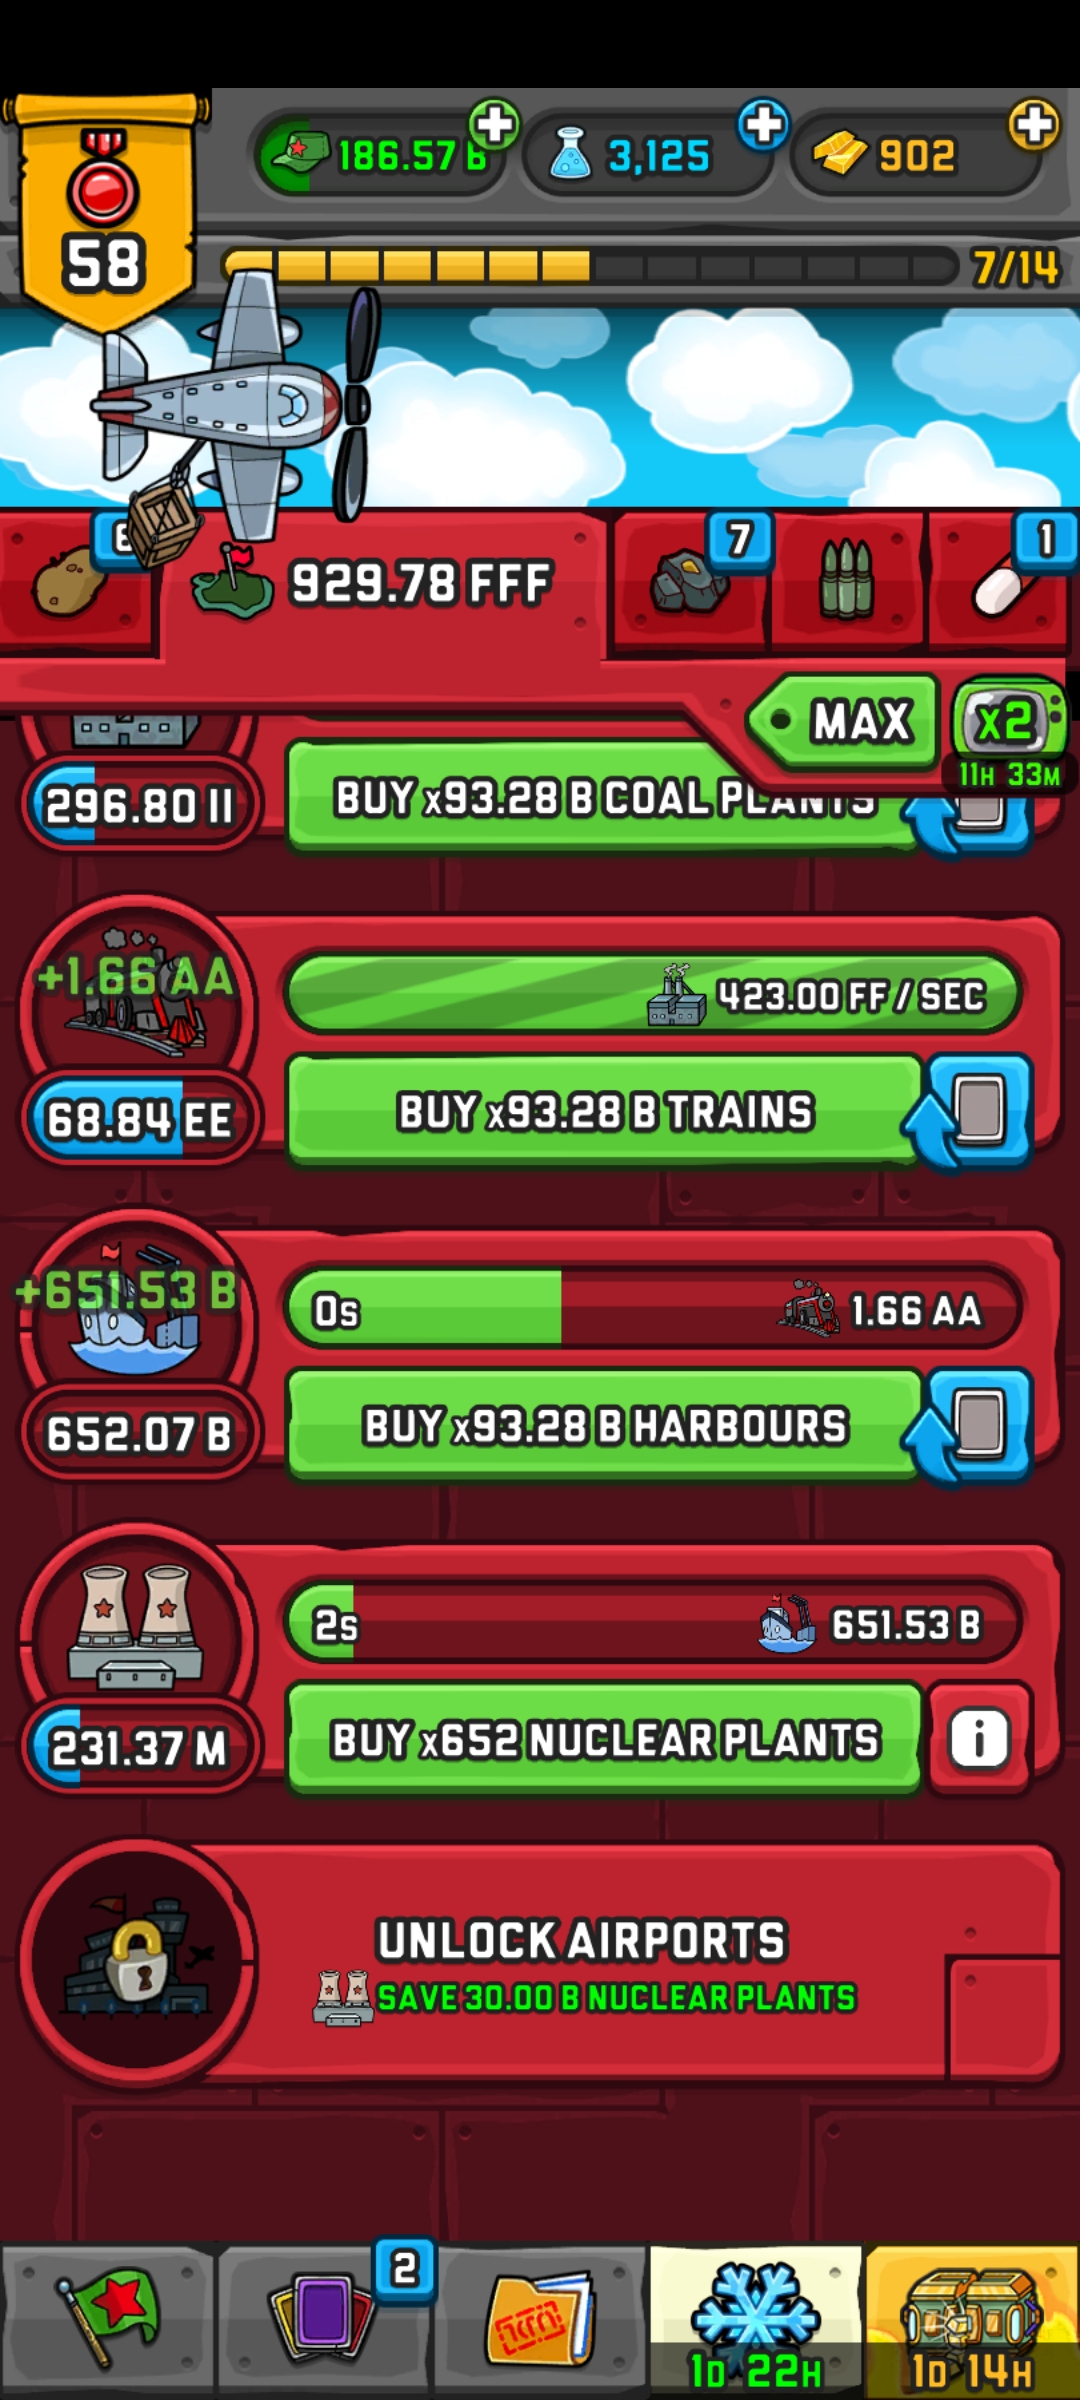 58
186.57 B
3,125
902
7/14
929.78 FFF
7
1
MAX
x2
11H 33M
296.80 II
BUY x93.28 B COAL PLANTS
+1.66 AA
423.00 FF / SEC
68.84 EE
BUY x93.28 B TRAINS
+651.53 B
0s
1.66 AA
652.07 B
BUY x93.28 B HARBOURS
2s
651.53 B
231.37 M
BUY x652 NUCLEAR PLANTS
i
UNLOCK AIRPORTS
SAVE 30.00 B NUCLEAR PLANTS
2
1D 22H
1D 14H